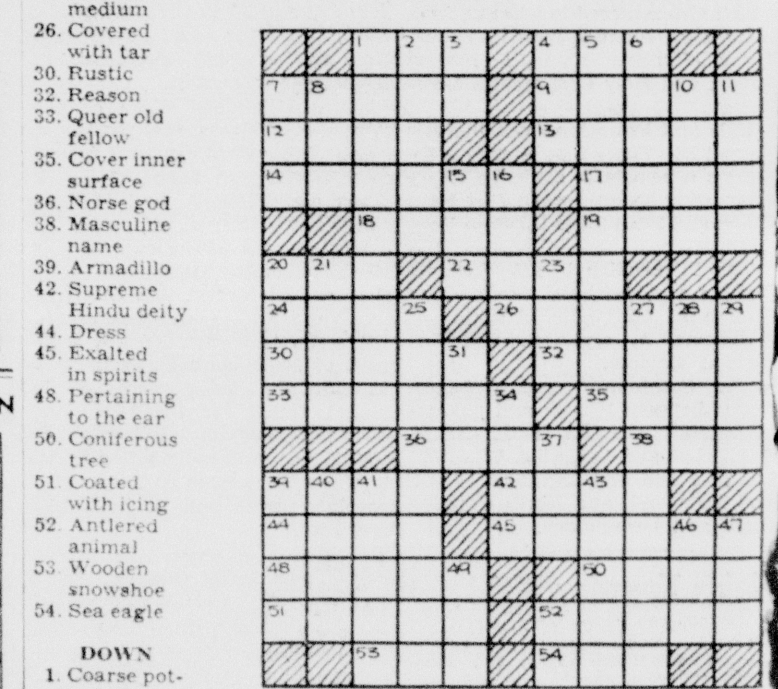 medium
26. Covered
with tar
30. Rustic
32. Reason
33. Queer old
fellow
35. Cover inner
surface
36. Norse god
38. Masculine
name
39. Armadillo
42. Supreme
Hindu deity
44. Dress
45. Exalted
in spirits
48. Pertaining
to the ear
50. Coniferous
tree
51. Coated
with icing
52. Antlered
animal
53. Wooden
snowshoe
54. Sea eagle
DOWN
1. Coarse pot-
1 2 3 4 5 6
7 8 9 10 11
12 13
14 15 16 17
18 19
20 21 22 23
24 25 26 27 28 29
30 31 32
33 34 35
36 37 38
39 40 41 42 43
44 45 46 47
48 49 50
51 52
53 54